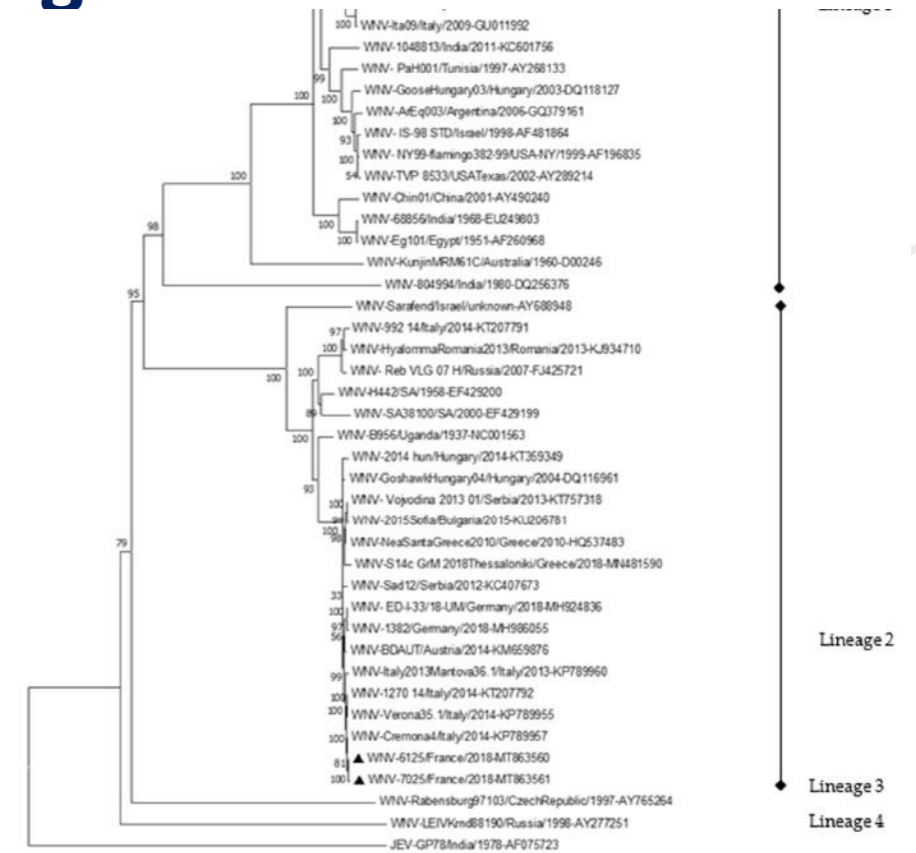 100 WNV-Ita09/Italy/2009-GU011992
WNV-1048813/India/2011-KC601756
WNV- PaH001/Tunisia/1997-AY268133
99
WNV-GooseHungary03/Hungary/2003-DQ118127
100 100
WNV-ArEq003/Argentina/2006-GQ379161
100
WNV- IS-98 STD/Israel/1998-AF481864
93
WNV- NY99-flamingo382-99/USA-NY/1999-AF196835
100
WNV-TVP 8533/USATexas/2002-AY289214
100 54
WNV-Chin01/China/2001-AY490240
WNV-68856/India/1968-EU249803
98 100
100 WNV-Eg101/Egypt/1951-AF260968
WNV-KunjinMRM61C/Australia/1960-D00246
WNV-804994/India/1980-DQ256376
95
WNV-Sarafend/Israel/unknown-AY688948
WNV-992 14/Italy/2014-KT207791
97
100 WNV-HyalommaRomania2013/Romania/2013-KJ934710
100 100 WNV- Reb VLG 07 H/Russia/2007-FJ425721
WNV-H442/SA/1958-EF429200
89 WNV-SA38100/SA/2000-EF429199
100 WNV-B956/Uganda/1937-NC001563
WNV-2014 hun/Hungary/2014-KT359349
WNV-GoshawkHungary04/Hungary/2004-DQ116961
93
WNV- Vojvodina 2013 01/Serbia/2013-KT757318
100
WNV-2015Sofia/Bulgaria/2015-KU206781
100
WNV-NeaSantaGreece2010/Greece/2010-HQ537483
98
79
WNV-S14c GrM 2018Thessaloniki/Greece/2018-MN481590
WNV-Sad12/Serbia/2012-KC407673
33
WNV- ED-I-33/18-UM/Germany/2018-MH924836
100
WNV-1382/Germany/2018-MH986055
97
56
Lineage 2
WNV-BDAUT/Austria/2014-KM659876
WNV-Italy2013Mantova36.1/Italy/2013-KP789960
99
WNV-1270 14/Italy/2014-KT207792
100
WNV-Verona35.1/Italy/2014-KP789955
100
WNV-Cremona4/Italy/2014-KP789957
100
WNV-6125/France/2018-MT863560
81
100 WNV-7025/France/2018-MT863561
Lineage 3
WNV-Rabensburg97103/CzechRepublic/1997-AY765264
WNV-LEIVKrnd88190/Russia/1998-AY277251
Lineage 4
JEV-GP78/India/1978-AF075723